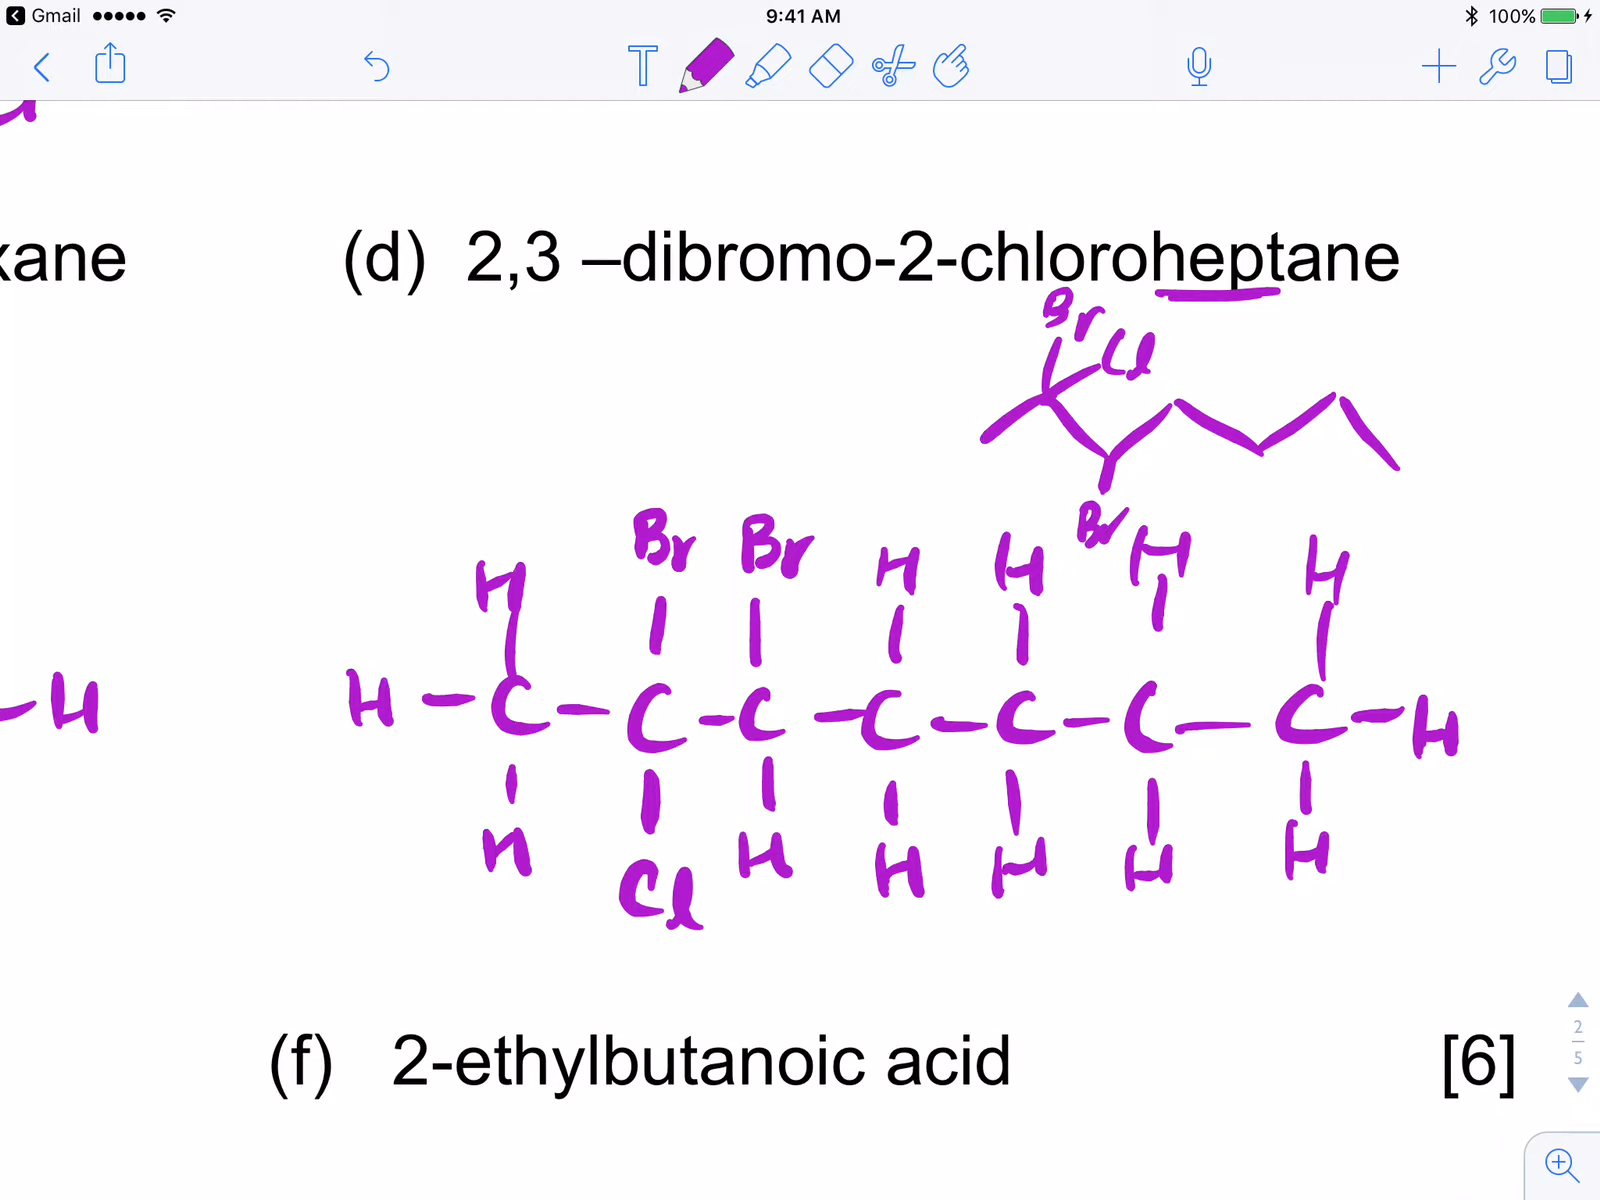 Gmail 9:41 AM 100%
T
xane (d) 2,3 –dibromo-2-chloroheptane
Br
Cl
Br
H Br Br H H H H
H-C-C-C-C-C-C-C-H
-H
H Cl H H H H H
2
5
(f) 2-ethylbutanoic acid [6]